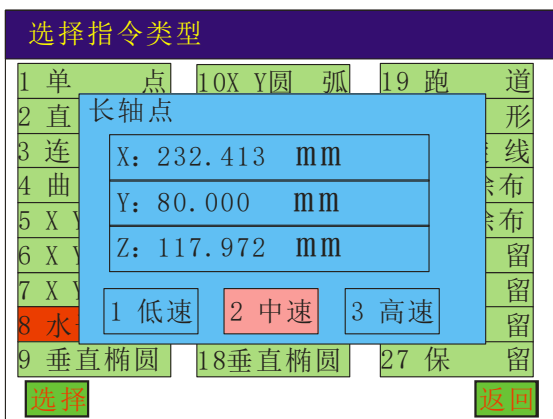 选择指令类型
1 单 点 10X Y圆 弧 19 跑 道
2 直 形
3 连 线
4 曲 布
5 X 布
6 X 留
7 X 留
8 水 留
9 垂直椭圆 18垂直椭圆 27 保 留
长轴点
X: 232.413 mm
Y: 80.000 mm
Z: 117.972 mm
1 低速 2 中速 3 高速
选择 返回